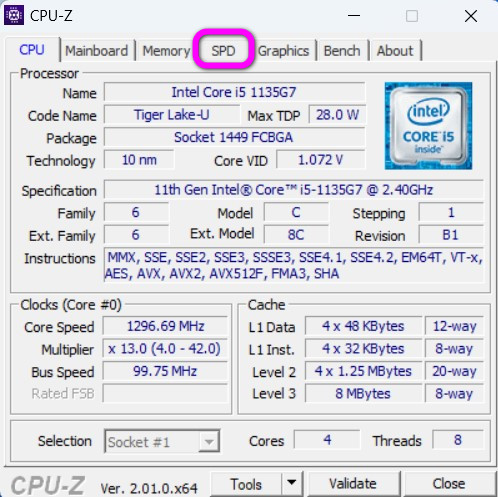 CPU-Z
CPU Mainboard Memory SPD Graphics Bench About
Processor
Name Intel Core i5 1135G7
Code Name Tiger Lake-U Max TDP 28.0 W
Package Socket 1449 FCBGA
Technology 10 nm Core VID 1.072 V
intel
CORE i5
inside™
Specification 11th Gen Intel® Core™ i5-1135G7 @ 2.40GHz
Family 6 Model C Stepping 1
Ext. Family 6 Ext. Model 8C Revision B1
Instructions MMX, SSE, SSE2, SSE3, SSSE3, SSE4.1, SSE4.2, EM64T, VT-x,
AES, AVX, AVX2, AVX512F, FMA3, SHA
Clocks (Core #0)
Core Speed 1296.69 MHz
Multiplier x 13.0 (4.0 - 42.0)
Bus Speed 99.75 MHz
Rated FSB
Cache
L1 Data 4 x 48 KBytes 12-way
L1 Inst. 4 x 32 KBytes 8-way
Level 2 4 x 1.25 MBytes 20-way
Level 3 8 MBytes 8-way
Selection Socket #1 Cores 4 Threads 8
CPU-Z Ver. 2.01.0.x64 Tools Validate Close